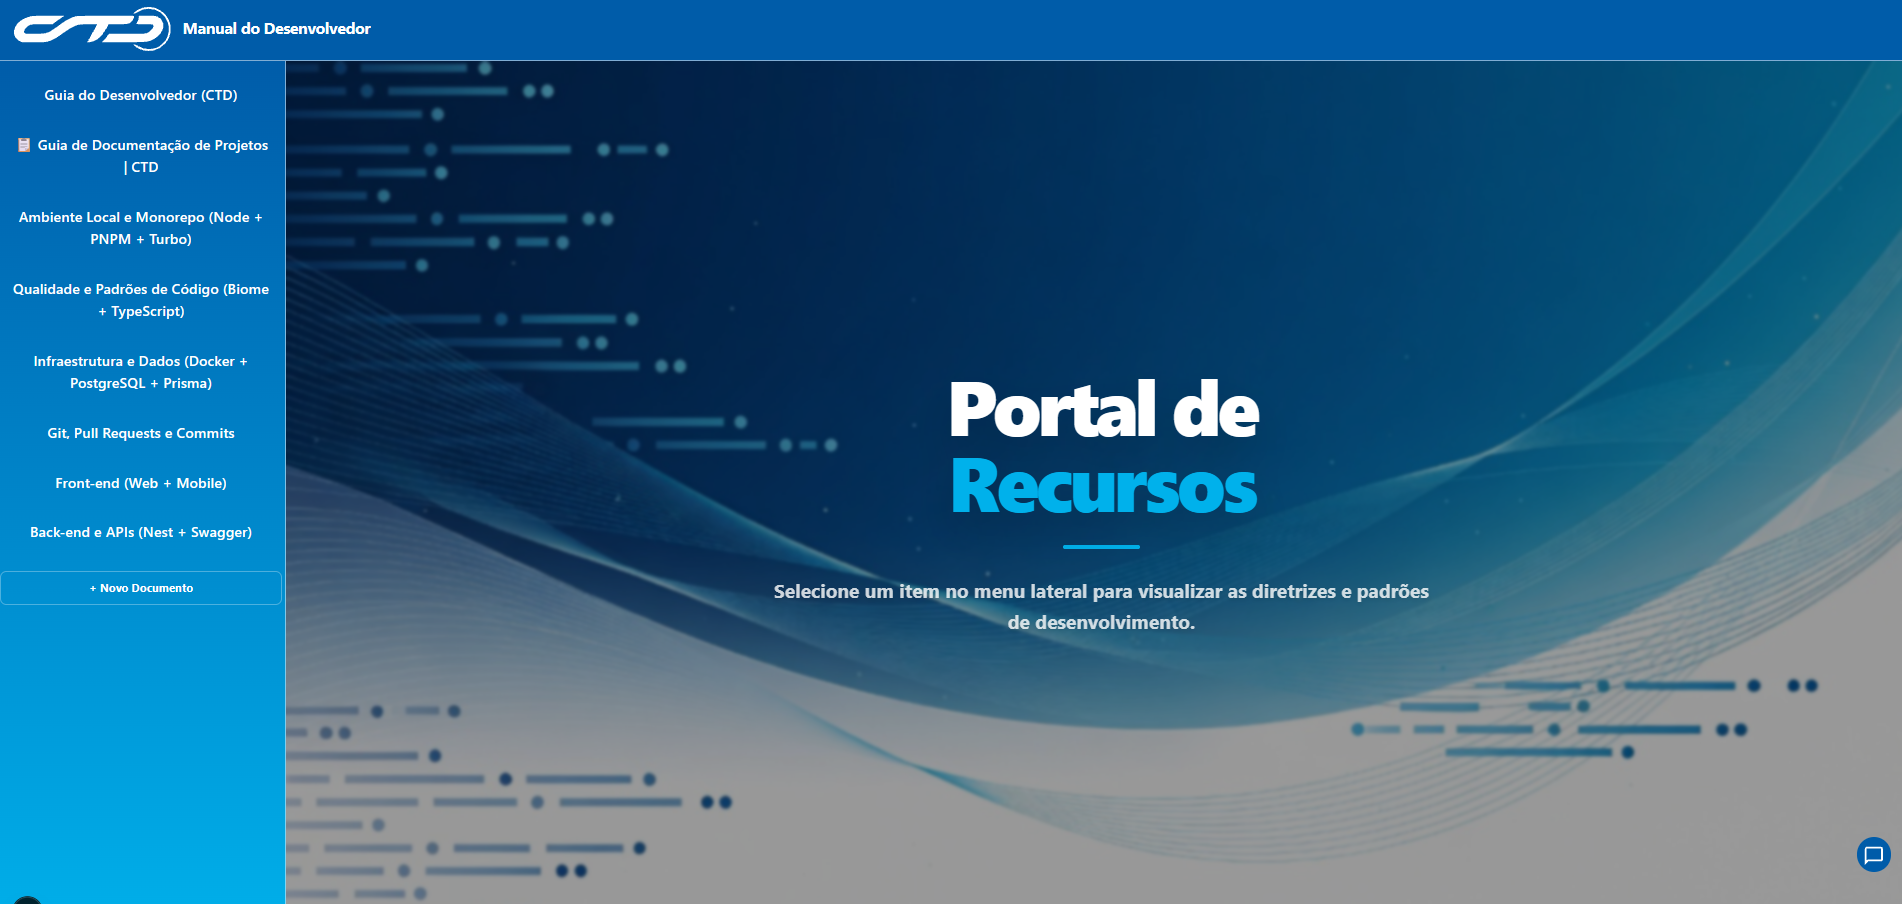 CTD
Manual do Desenvolvedor
Guia do Desenvolvedor (CTD)
📋 Guia de Documentação de Projetos
| CTD
Ambiente Local e Monorepo (Node +
PNPM + Turbo)
Qualidade e Padrões de Código (Biome
+ TypeScript)
Infraestrutura e Dados (Docker +
PostgreSQL + Prisma)
Git, Pull Requests e Commits
Front-end (Web + Mobile)
Back-end e APIs (Nest + Swagger)
+ Novo Documento
Portal de
Recursos
Selecione um item no menu lateral para visualizar as diretrizes e padrões
de desenvolvimento.